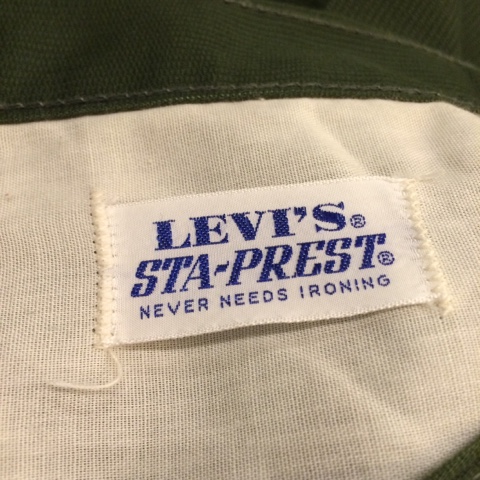 LEVI'S®
STA-PREST®
NEVER NEEDS IRONING